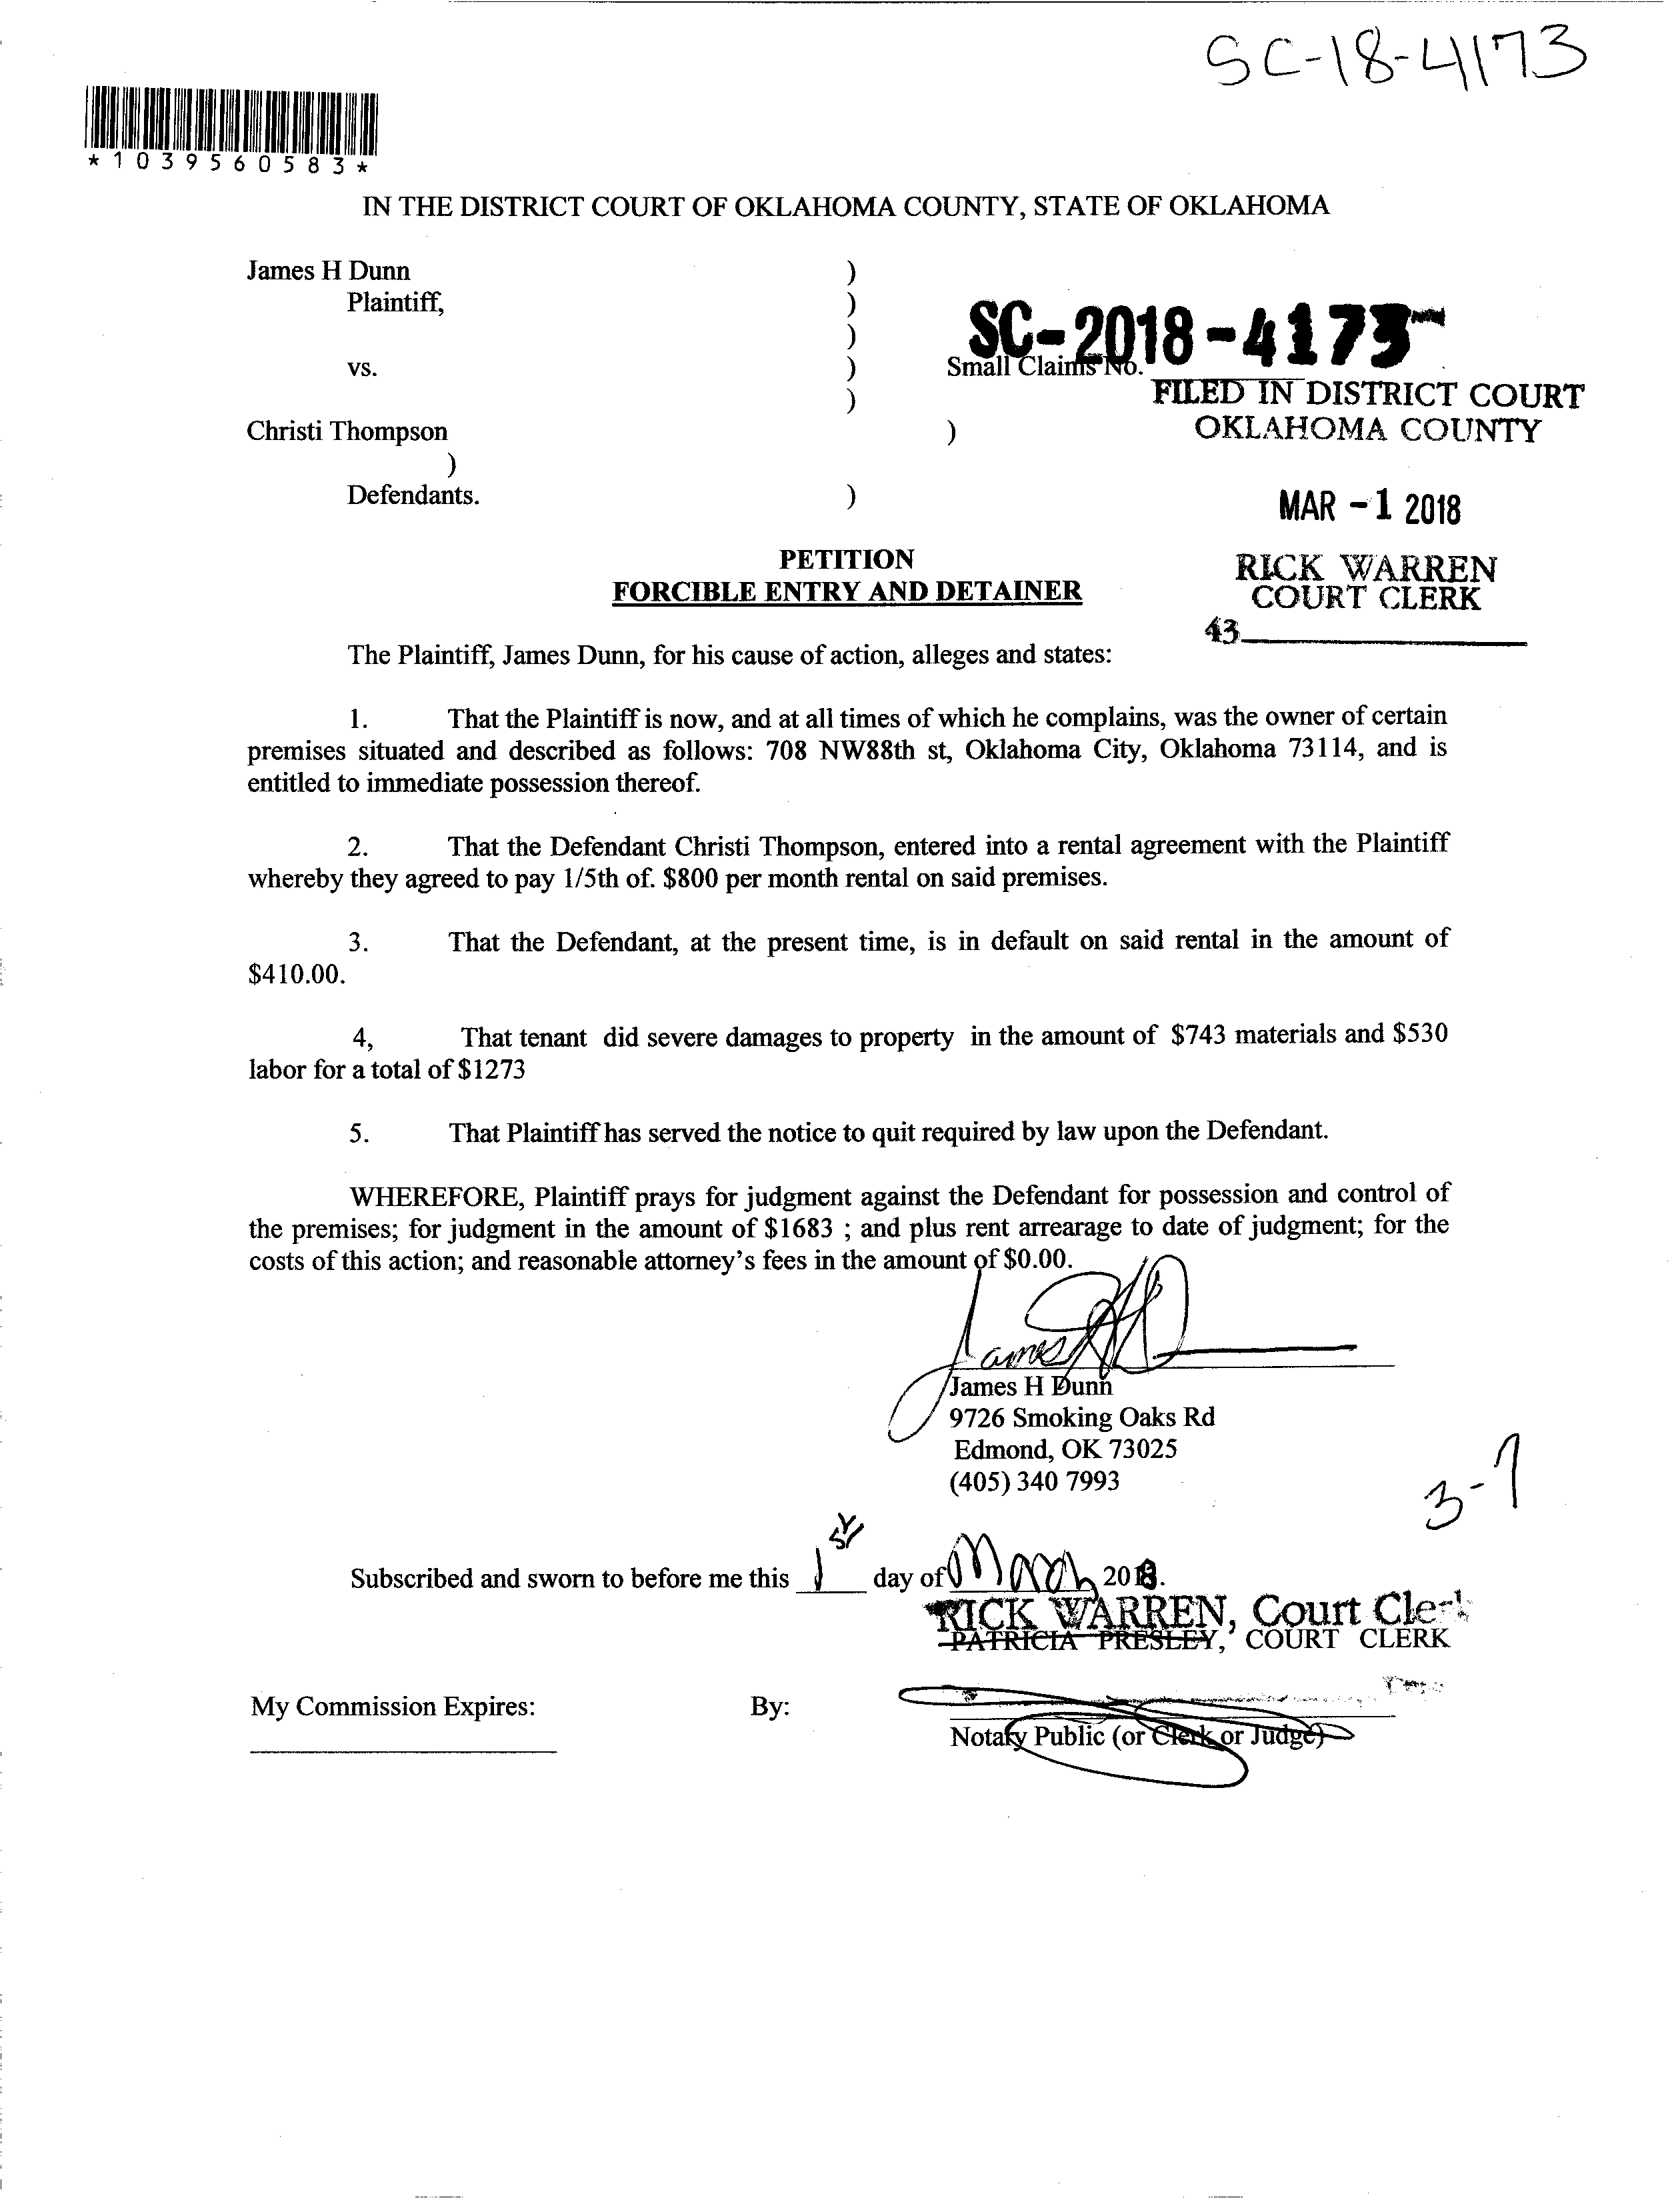 SC-18-4173
*1039560583*
IN THE DISTRICT COURT OF OKLAHOMA COUNTY, STATE OF OKLAHOMA
James H Dunn )
Plaintiff, )
)
SC-2018-4173
vs. ) Small Claims No.
)
FILED IN DISTRICT COURT
Christi Thompson ) OKLAHOMA COUNTY
)
Defendants. ) MAR -1 2018
PETITION
FORCIBLE ENTRY AND DETAINER
RICK WARREN
COURT CLERK
43
The Plaintiff, James Dunn, for his cause of action, alleges and states:
1. That the Plaintiff is now, and at all times of which he complains, was the owner of certain
premises situated and described as follows: 708 NW88th st, Oklahoma City, Oklahoma 73114, and is
entitled to immediate possession thereof.
2. That the Defendant Christi Thompson, entered into a rental agreement with the Plaintiff
whereby they agreed to pay 1/5th of. $800 per month rental on said premises.
3. That the Defendant, at the present time, is in default on said rental in the amount of
$410.00.
4, That tenant did severe damages to property in the amount of $743 materials and $530
labor for a total of $1273
5. That Plaintiff has served the notice to quit required by law upon the Defendant.
WHEREFORE, Plaintiff prays for judgment against the Defendant for possession and control of
the premises; for judgment in the amount of $1683 ; and plus rent arrearage to date of judgment; for the
costs of this action; and reasonable attorney's fees in the amount of $0.00.
James H D
James H Dunn
9726 Smoking Oaks Rd
Edmond, OK 73025
(405) 340 7993
3-1
Subscribed and sworn to before me this 1st day of March 2018.
RICK WARREN, Court Clerk
PATRICIA PRESLEY, COURT CLERK
My Commission Expires: By:
Notary Public (or Clerk or Judge)